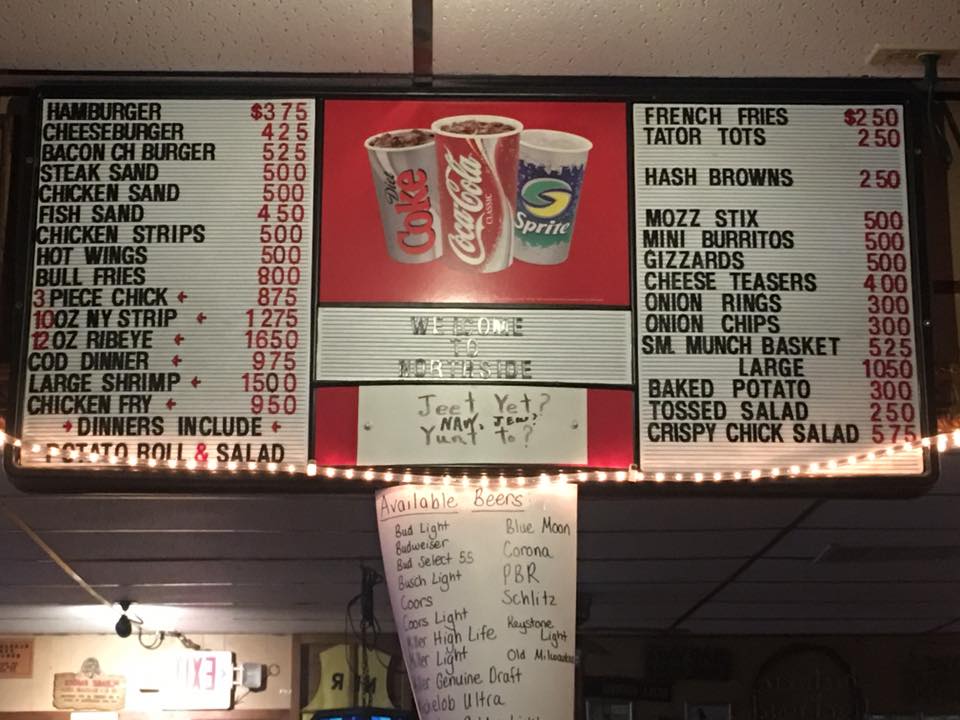 HAMBURGER $3 75
CHEESEBURGER 4 25
BACON CH BURGER 5 25
STEAK SAND 5 00
CHICKEN SAND 5 00
FISH SAND 4 50
CHICKEN STRIPS 5 00
HOT WINGS 5 00
BULL FRIES 8 00
3 PIECE CHICK ← 8 75
10OZ NY STRIP ← 12 75
12 OZ RIBEYE ← 16 50
COD DINNER ← 9 75
LARGE SHRIMP ← 15 00
CHICKEN FRY ← 9 50
→ DINNERS INCLUDE ←
POTATO ROLL & SALAD
Diet Coke
Coca-Cola
CLASSIC
Sprite
WELCOME
TO
NORTHSIDE
Jeet Yet?
NAW, JEW?
Yunt to?
FRENCH FRIES $2 50
TATOR TOTS 2 50
HASH BROWNS 2 50
MOZZ STIX 5 00
MINI BURRITOS 5 00
GIZZARDS 5 00
CHEESE TEASERS 4 00
ONION RINGS 3 00
ONION CHIPS 3 00
SM. MUNCH BASKET 5 25
LARGE 10 50
BAKED POTATO 3 00
TOSSED SALAD 2 50
CRISPY CHICK SALAD 5 75
Available Beers
Bud Light
Budweiser
Bud Select 55
Busch Light
Coors
Coors Light
Miller High Life
Miller Light
Genuine Draft
Ultra
Blue Moon
Corona
PBR
Schlitz
Keystone
Light
Old Milwaukee
EXIT